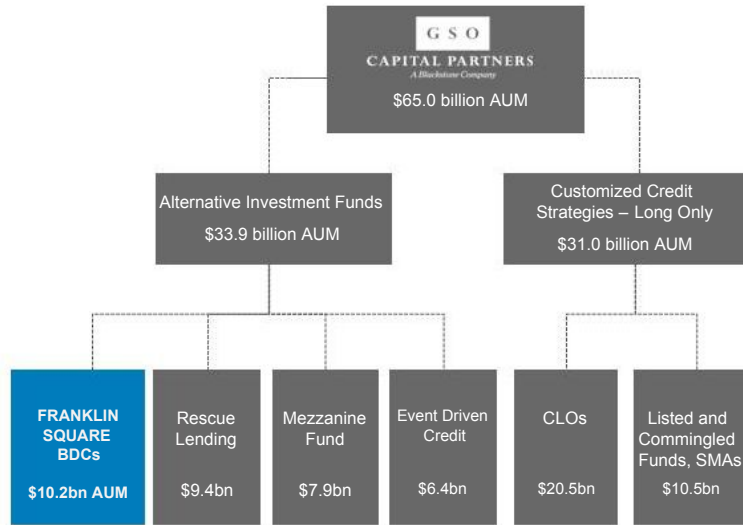 G S O
CAPITAL PARTNERS
A Blackstone Company
$65.0 billion AUM
Alternative Investment Funds
$33.9 billion AUM
Customized Credit
Strategies – Long Only
$31.0 billion AUM
FRANKLIN
SQUARE
BDCs
$10.2bn AUM
Rescue
Lending
$9.4bn
Mezzanine
Fund
$7.9bn
Event Driven
Credit
$6.4bn
CLOs
$20.5bn
Listed and
Commingled
Funds, SMAs
$10.5bn